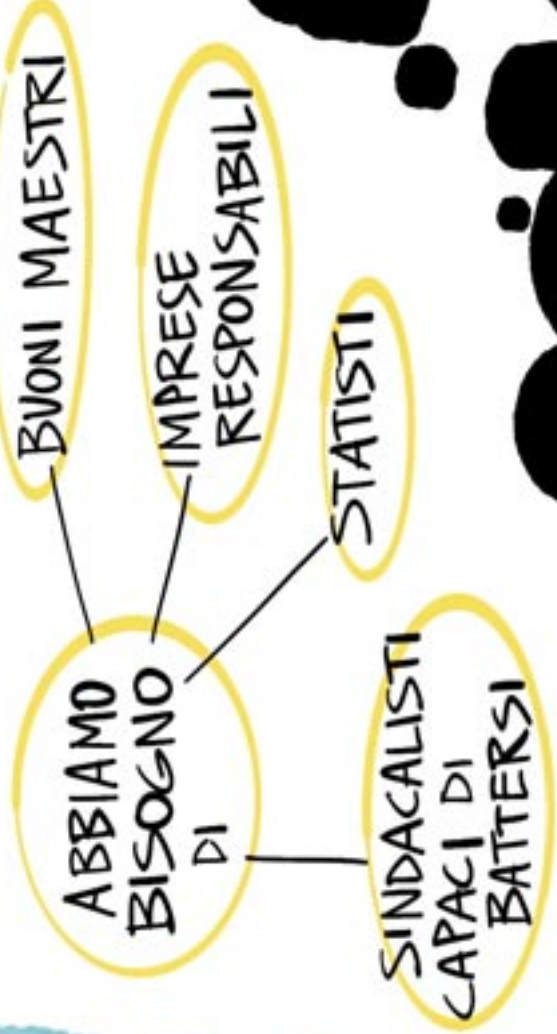 ABBIAMO
BISOGNO
DI
BUONI MAESTRI
IMPRESE
RESPONSABILI
STATISTI
SINDACALISTI
CAPACI DI
BATTERSI